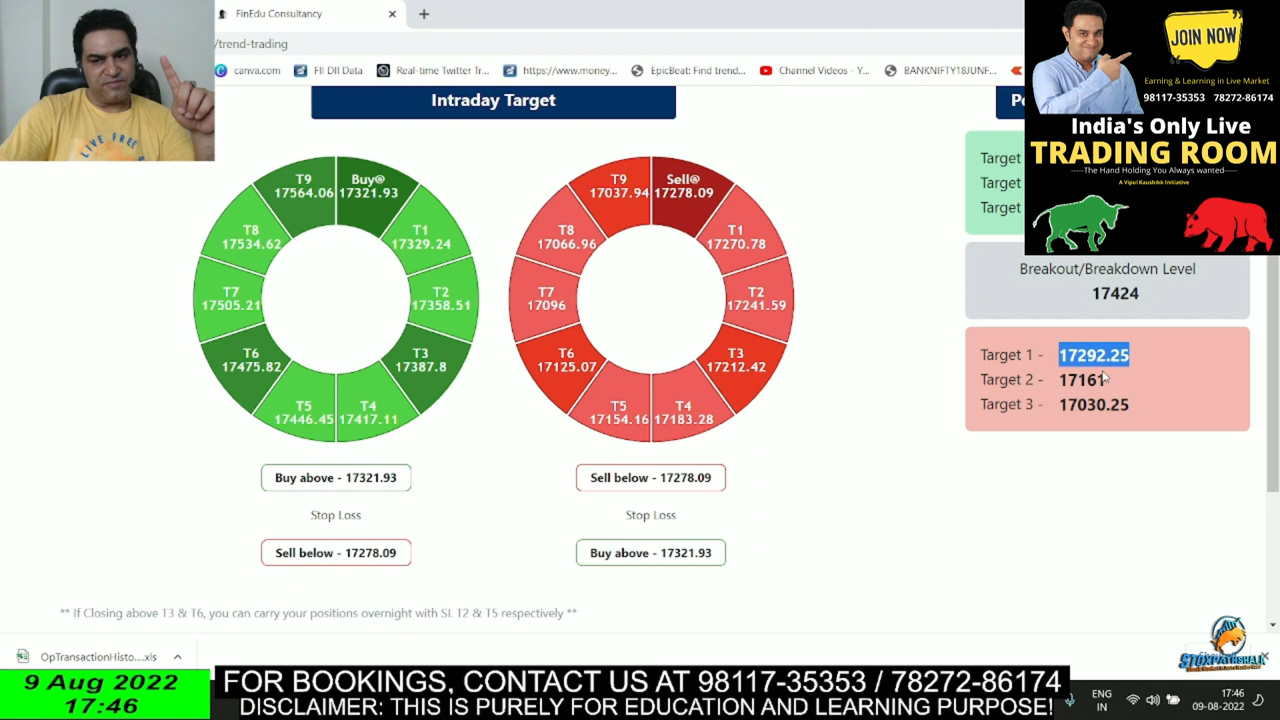 FinEdu Consultancy
/trend-trading
canva.com
FII DII Data
Real-time Twitter Tr...
https://www.money...
EpicBeat: Find trend...
Channel Videos - Y...
BANKNIFTY18JUNF...
JOIN NOW
Earning & Learning in Live Market
98117-35353 78272-86174
India's Only Live
TRADING ROOM
-----The Hand Holding You Always wanted-----
-A Vipul Kaushikk Initiative
LIVE FREE
Intraday Target
T9
17564.06
Buy@
17321.93
T8
17534.62
T1
17329.24
T7
17505.21
T2
17358.51
T6
17475.82
T3
17387.8
T5
17446.45
T4
17417.11
T9
17037.94
Sell@
17278.09
T8
17066.96
T1
17270.78
T7
17096
T2
17241.59
T6
17125.07
T3
17212.42
T5
17154.16
T4
17183.28
Target
Target
Target
Breakout/Breakdown Level
17424
Target 1 - 17292.25
Target 2 - 17161
Target 3 - 17030.25
Buy above - 17321.93
Stop Loss
Sell below - 17278.09
Sell below - 17278.09
Stop Loss
Buy above - 17321.93
** If Closing above T3 & T6, you can carry your positions overnight with SL T2 & T5 respectively **
OpTransactionHisto....xls
STOXPATHSHALA
9 Aug 2022
17:46
FOR BOOKINGS, CONTACT US AT 98117-35353 / 78272-86174
DISCLAIMER: THIS IS PURELY FOR EDUCATION AND LEARNING PURPOSE!
ENG
IN
17:46
09-08-2022